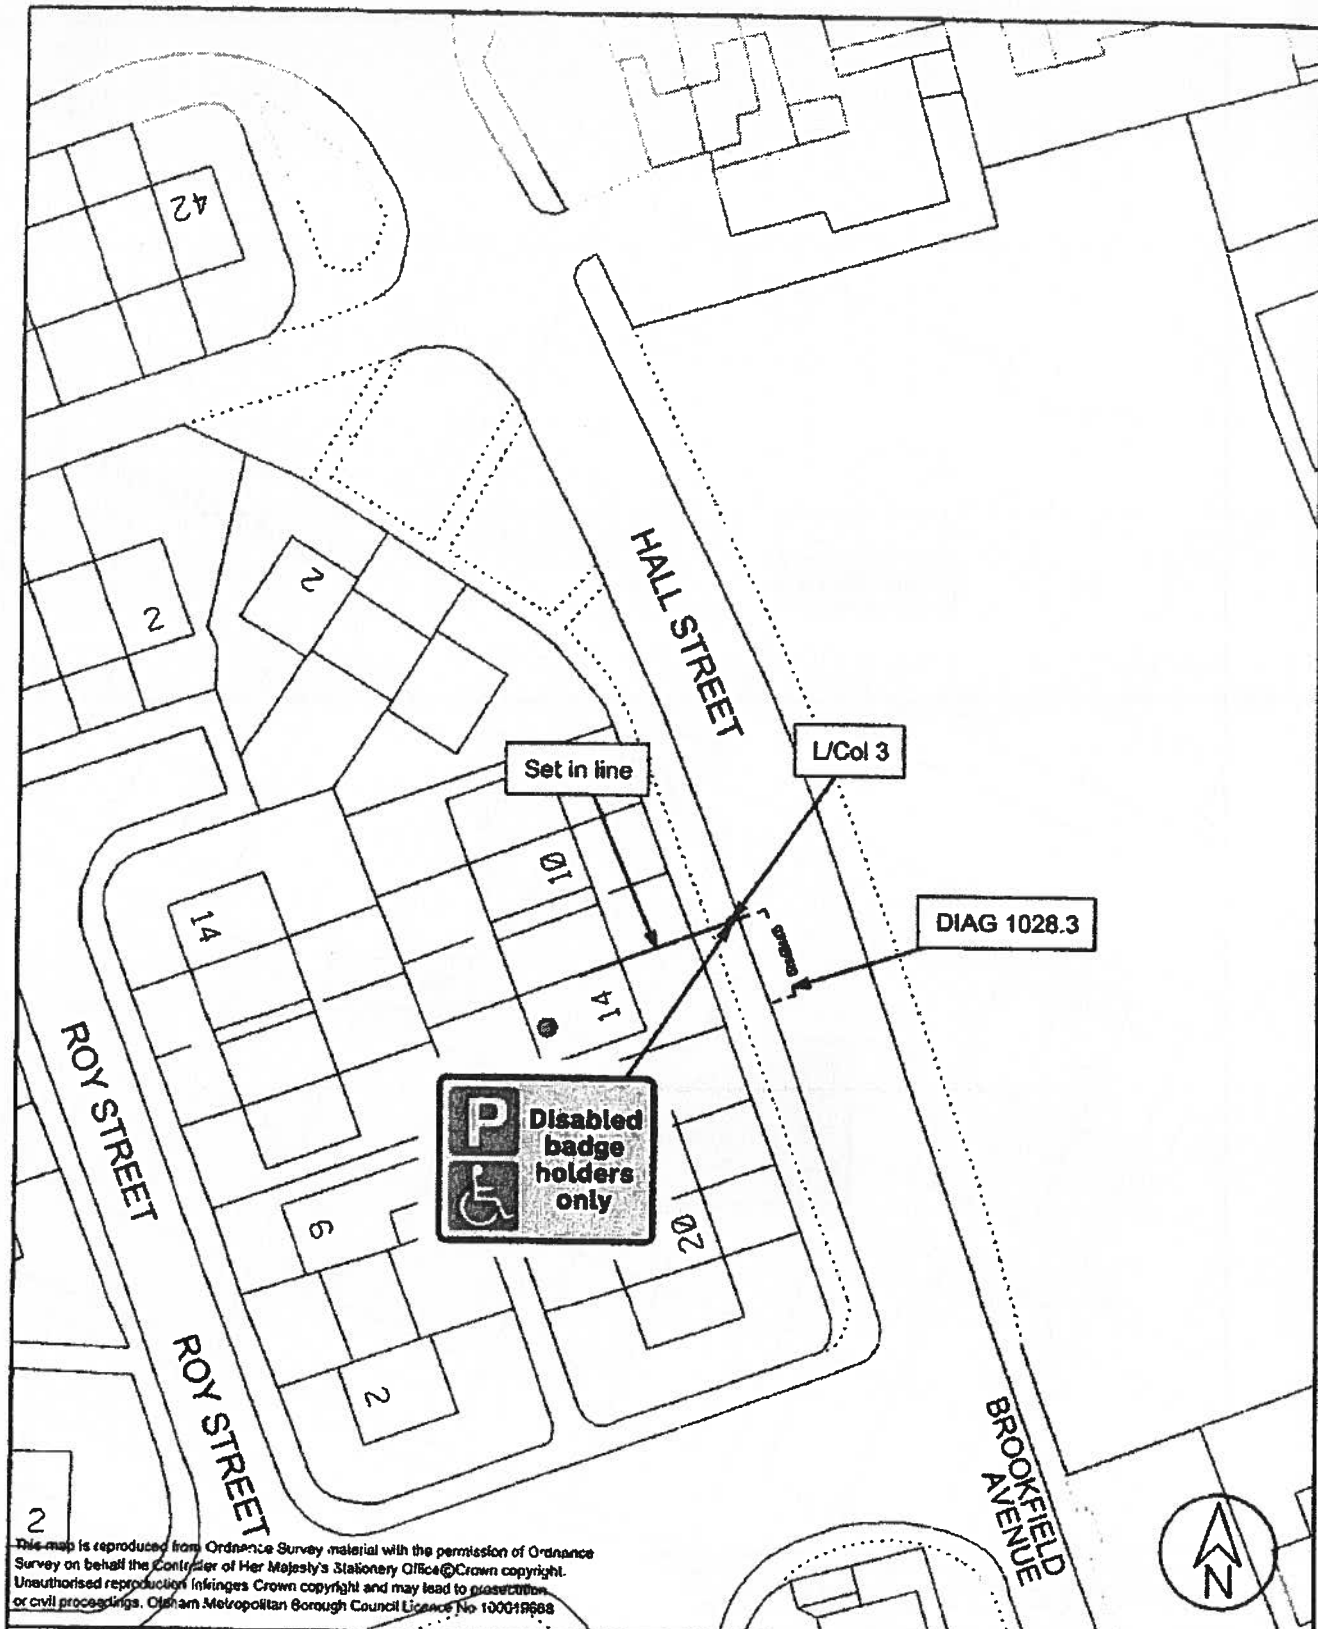 42
2
2
HALL STREET
L/Col 3
Set in line
10
14
DIAG 1028.3
14
ROY STREET
P Disabled
badge
holders
only
6
20
ROY STREET
2
BROOKFIELD
AVENUE
2
N
This map is reproduced from Ordnance Survey material with the permission of Ordnance
Survey on behalf the Controller of Her Majesty's Stationery Office©Crown copyright.
Unauthorised reproduction infringes Crown copyright and may lead to prosecution
or civil proceedings. Oldham Metropolitan Borough Council Licence No 100019668